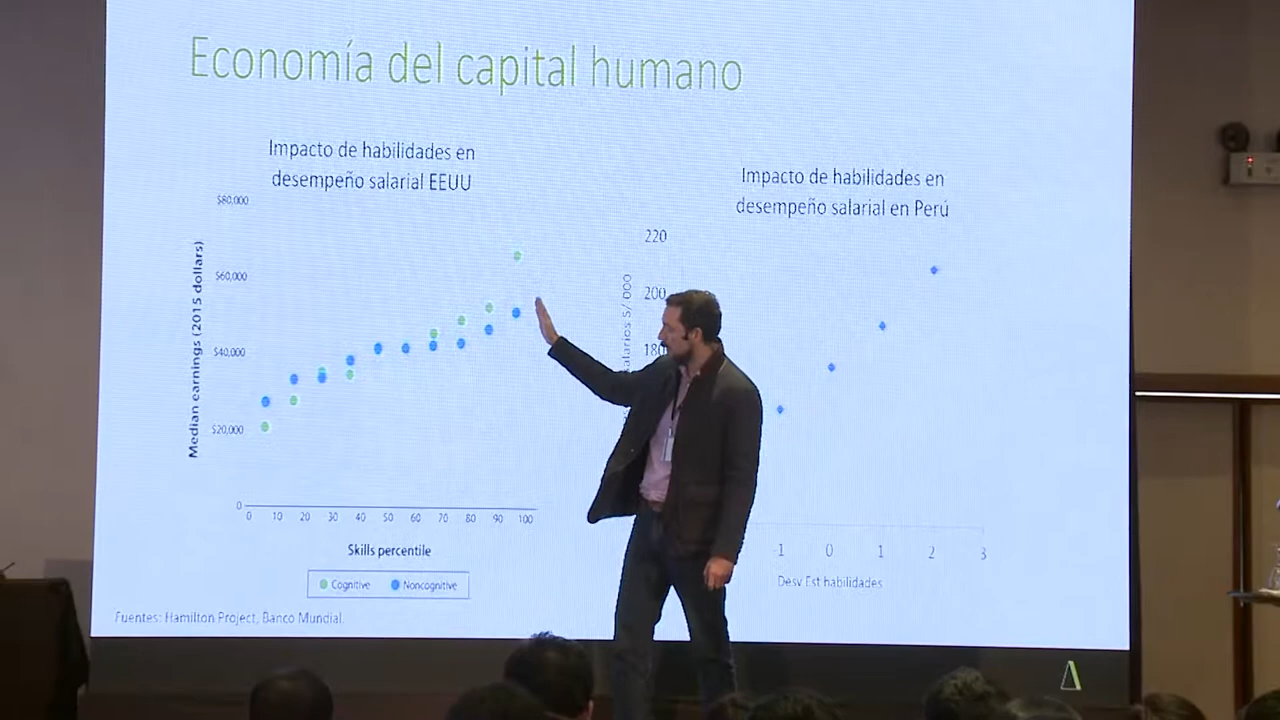 Economía del capital humano
Impacto de habilidades en
desempeño salarial EEUU
$80,000
$60,000
$40,000
$20,000
0
Median earnings (2015 dollars)
0 10 20 30 40 50 60 70 80 90 100
Skills percentile
Cognitive Noncognitive
Fuentes: Hamilton Project, Banco Mundial.
Impacto de habilidades en
desempeño salarial en Perú
220
200
180
alarios S/ 000
-1 0 1 2 3
Desv Est habilidades